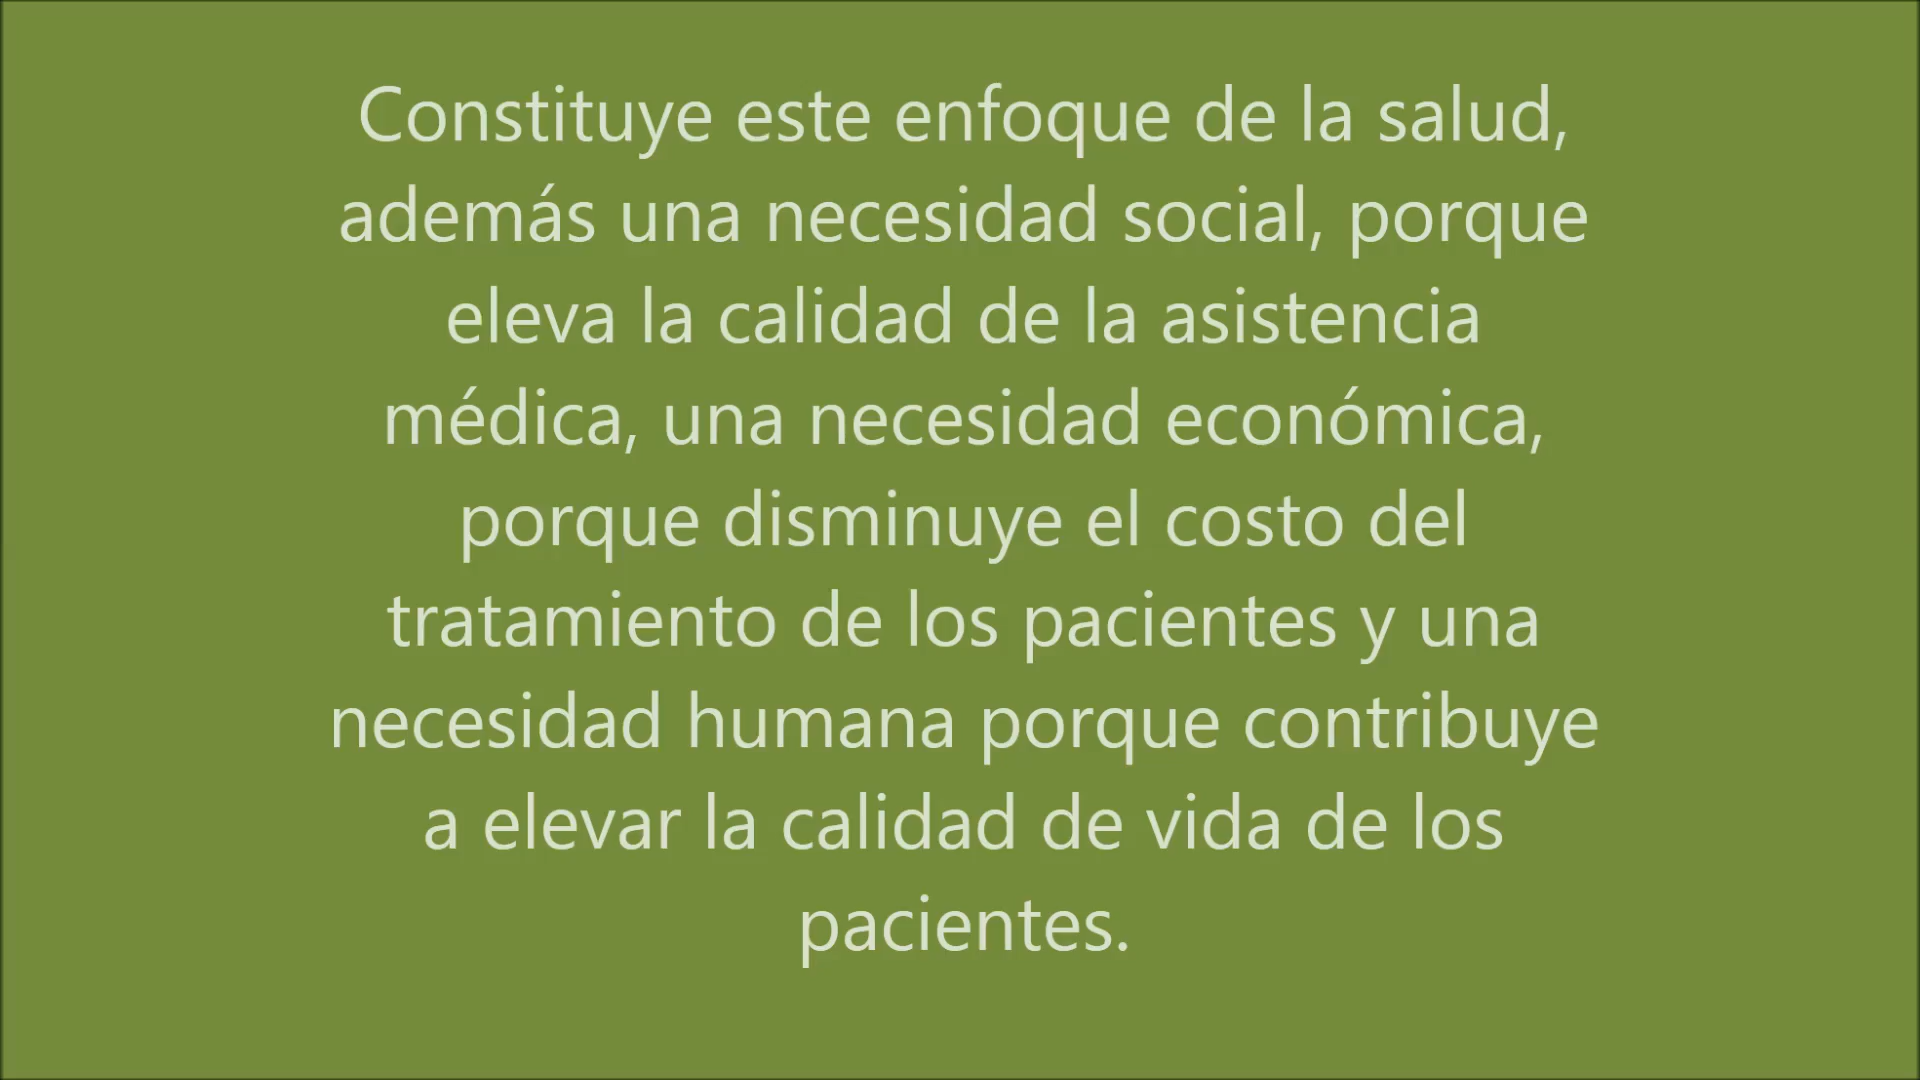 Constituye este enfoque de la salud,
además una necesidad social, porque
eleva la calidad de la asistencia
médica, una necesidad económica,
porque disminuye el costo del
tratamiento de los pacientes y una
necesidad humana porque contribuye
a elevar la calidad de vida de los
pacientes.